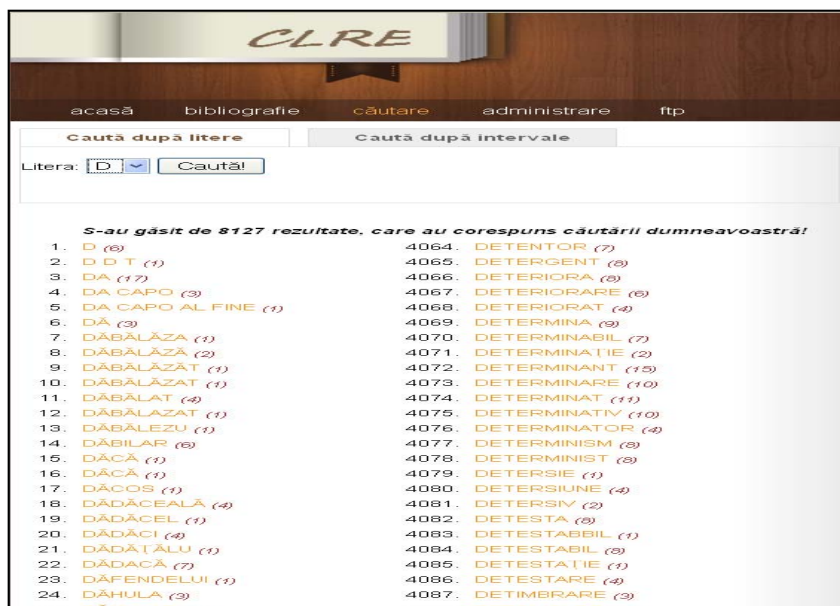 CLRE
acasă bibliografie căutare administrare ftp
Caută după litere Caută după intervale
Litera: D Caută!
S-au găsit de 8127 rezultate, care au corespuns căutării dumneavoastră!
1. D (6)
2. D D T (1)
3. DA (17)
4. DA CAPO (3)
5. DA CAPO AL FINE (1)
6. DĂ (3)
7. DĂBĂLĂZA (1)
8. DĂBĂLĂZĂ (2)
9. DĂBĂLĂZĂT (1)
10. DĂBĂLĂZAT (1)
11. DĂBĂLAT (4)
12. DĂBĂLAZAT (1)
13. DĂBĂLEZU (1)
14. DĂBILAR (6)
15. DĂCĂ (1)
16. DÂCĂ (1)
17. DĂCOS (1)
18. DĂDĂCEALĂ (4)
19. DĂDĂCEL (1)
20. DĂDĂCI (4)
21. DĂDĂȚĂLU (1)
22. DĂDACĂ (7)
23. DĂFENDELUI (1)
24. DĂHULA (3)
4064. DETENTOR (7)
4065. DETERGENT (8)
4066. DETERIORA (8)
4067. DETERIORARE (6)
4068. DETERIORAT (4)
4069. DETERMINA (9)
4070. DETERMINABIL (7)
4071. DETERMINAȚIE (2)
4072. DETERMINANT (15)
4073. DETERMINARE (10)
4074. DETERMINAT (11)
4075. DETERMINATIV (10)
4076. DETERMINATOR (4)
4077. DETERMINISM (8)
4078. DETERMINIST (8)
4079. DETERSIE (1)
4080. DETERSIUNE (4)
4081. DETERSIV (2)
4082. DETESTA (8)
4083. DETESTABBIL (1)
4084. DETESTABIL (8)
4085. DETESTAȚIE (1)
4086. DETESTARE (4)
4087. DETIMBRARE (3)